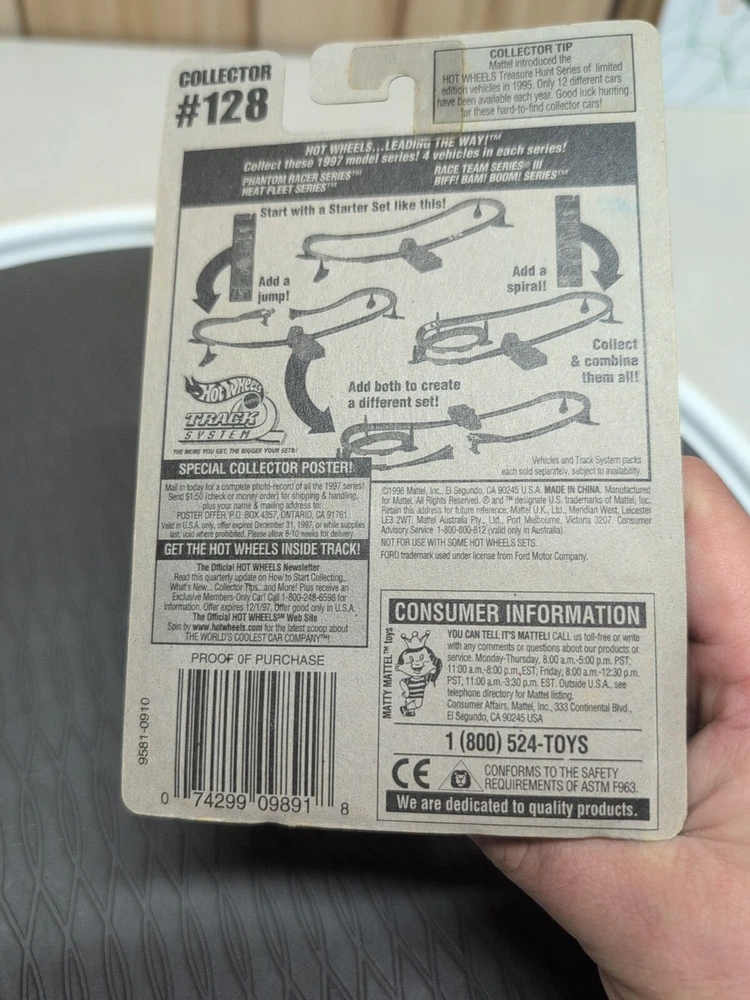 COLLECTOR
#128
COLLECTOR TIP
Mattel introduced the
HOT WHEELS Treasure Hunt Series of limited
edition vehicles in 1995. Only 12 different cars
have been available each year. Good luck hunting
for these hard-to-find collector cars!
HOT WHEELS...LEADING THE WAY!™
Collect these 1997 model series! 4 vehicles in each series!
PHANTOM RACER SERIES™
HEAT FLEET SERIES™
RACE TEAM SERIES® III
BIFF! BAM! BOOM! SERIES™
Start with a Starter Set like this!
Add a
jump!
Add a
spiral!
Collect
& combine
them all!
Add both to create
a different set!
Hot Wheels
TRACK
SYSTEM
THE MORE YOU GET, THE BIGGER YOUR SETS!
Vehicles and Track System packs
each sold separately, subject to availability.
SPECIAL COLLECTOR POSTER!
Mail in today for a complete photo-record of all the 1997 series!
Send $1.50 (check or money order) for shipping & handling,
plus your name & mailing address to:
POSTER OFFER, P.O. BOX 4357, ONTARIO, CA 91761.
Valid in U.S.A. only, offer expires December 31, 1997, or while supplies
last, void where prohibited. Please allow 8-10 weeks for delivery.
GET THE HOT WHEELS INSIDE TRACK!
The Official HOT WHEELS Newsletter
Read this quarterly update on How to Start Collecting,
What's New... Collector Tips...and More! Plus receive an
Exclusive Members-Only Car! Call 1-800-248-6598 for
Information. Offer expires 12/1/97. Offer good only in U.S.A.
The Official HOT WHEELS℠ Web Site
Spin by www.hotwheels.com for the latest scoop about
THE WORLD'S COOLEST CAR COMPANY™!
©1996 Mattel, Inc., El Segundo, CA 90245 U.S.A. MADE IN CHINA. Manufactured
for Mattel. All Rights Reserved. ® and ™ designate U.S. trademarks of Mattel, Inc.
Retain this address for future reference: Mattel U.K., Ltd., Meridian West, Leicester
LE3 2WT. Mattel Australia Pty., Ltd., Port Melbourne, Victoria 3207. Consumer
Advisory Service 1-800-800-812 (valid only in Australia).
NOT FOR USE WITH SOME HOT WHEELS SETS.
FORD trademark used under license from Ford Motor Company.
PROOF OF PURCHASE
9581-0910
0 74299 09891 8
CONSUMER INFORMATION
MATTY MATTEL™ toys
YOU CAN TELL IT'S MATTEL! CALL us toll-free or write
with any comments or questions about our products or
service. Monday-Thursday, 8:00 a.m.-5:00 p.m. PST;
11:00 a.m.-8:00 p.m. EST; Friday, 8:00 a.m.-12:30 p.m.
PST, 11:00 a.m.-3:30 p.m. EST. Outside U.S.A., see
telephone directory for Mattel listing.
Consumer Affairs, Mattel, Inc., 333 Continental Blvd.,
El Segundo, CA 90245 USA
1 (800) 524-TOYS
CE
CONFORMS TO THE SAFETY
REQUIREMENTS OF ASTM F963.
We are dedicated to quality products.